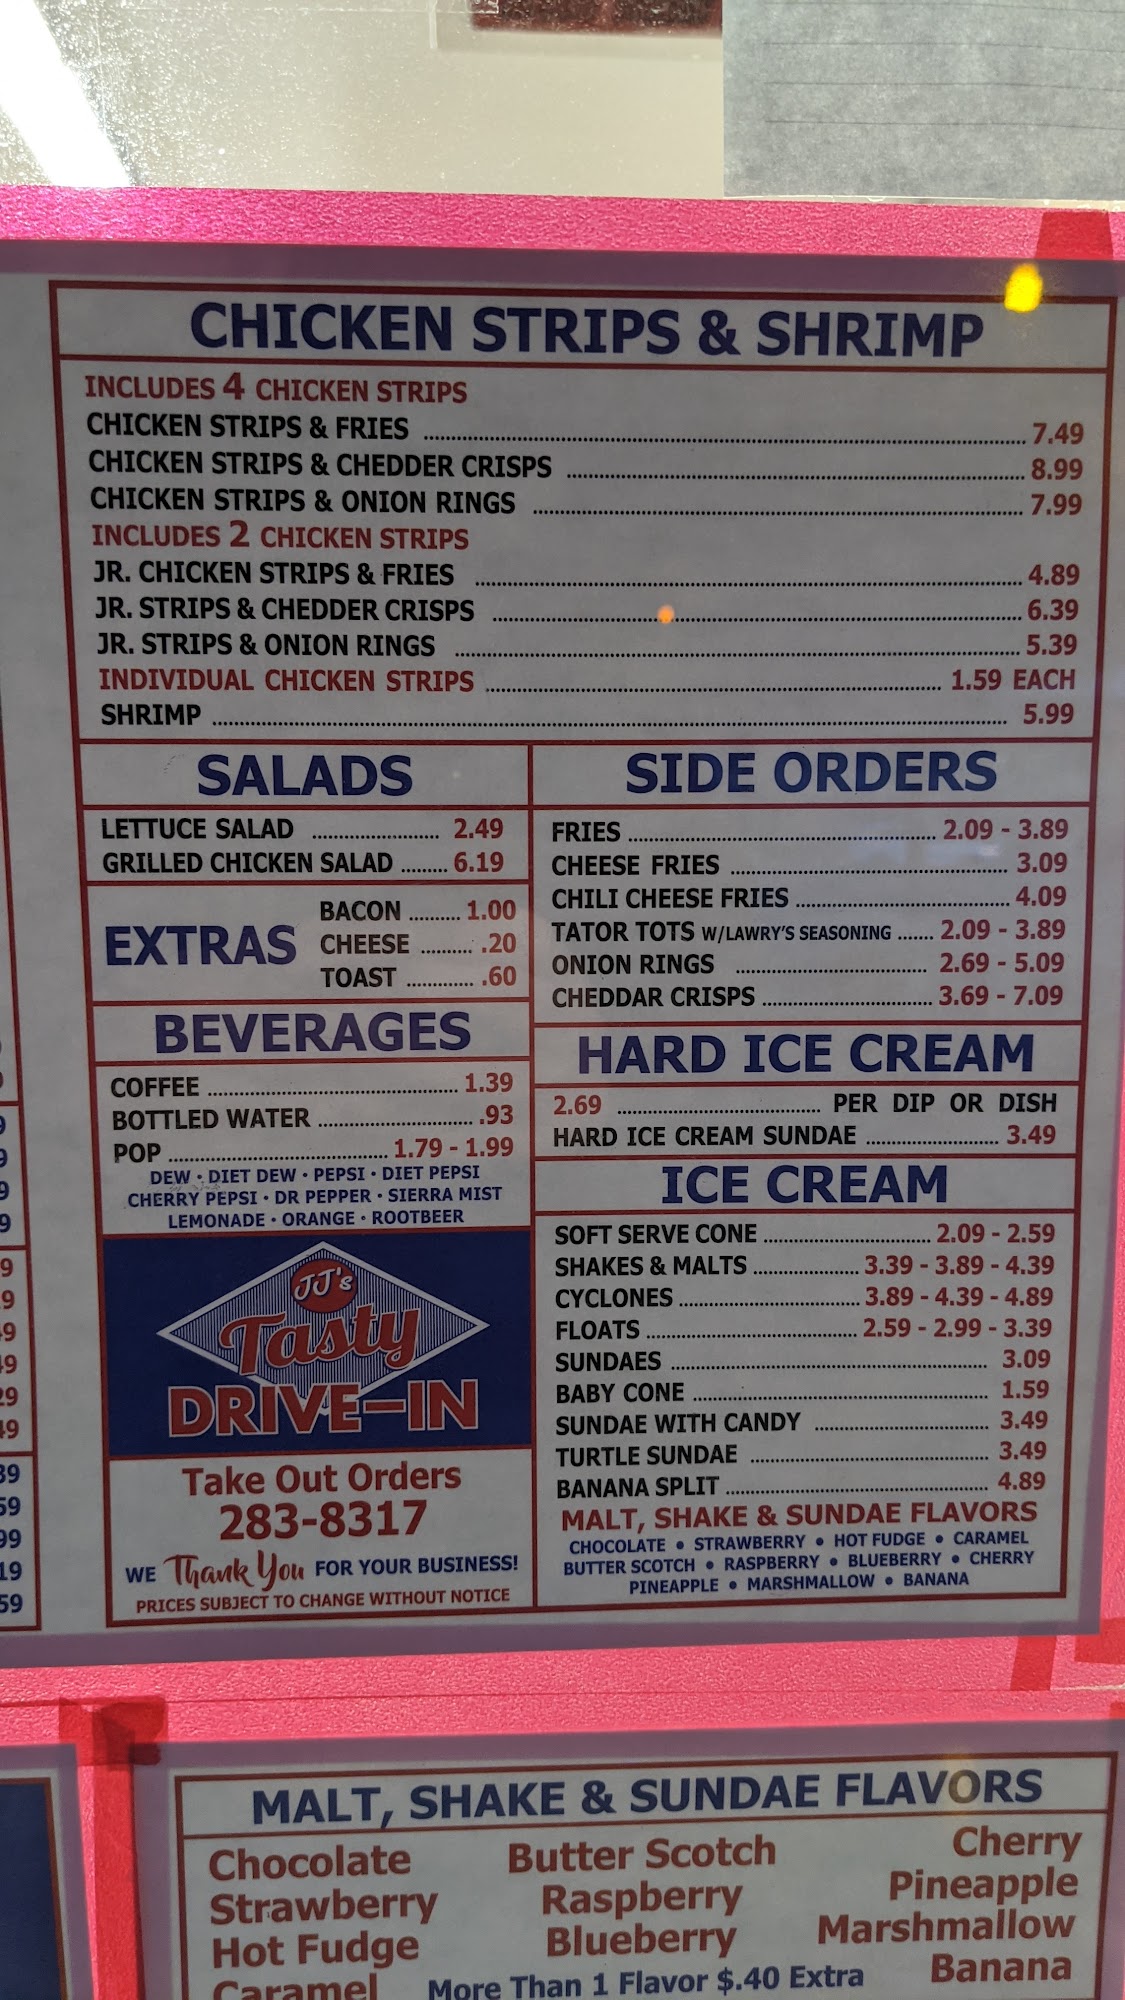 CHICKEN STRIPS & SHRIMP
INCLUDES 4 CHICKEN STRIPS
CHICKEN STRIPS & FRIES 7.49
CHICKEN STRIPS & CHEDDER CRISPS 8.99
CHICKEN STRIPS & ONION RINGS 7.99
INCLUDES 2 CHICKEN STRIPS
JR. CHICKEN STRIPS & FRIES 4.89
JR. STRIPS & CHEDDER CRISPS 6.39
JR. STRIPS & ONION RINGS 5.39
INDIVIDUAL CHICKEN STRIPS 1.59 EACH
SHRIMP 5.99
SALADS
LETTUCE SALAD 2.49
GRILLED CHICKEN SALAD 6.19
EXTRAS
BACON 1.00
CHEESE .20
TOAST .60
BEVERAGES
COFFEE 1.39
BOTTLED WATER .93
POP 1.79 - 1.99
DEW • DIET DEW • PEPSI • DIET PEPSI
CHERRY PEPSI • DR PEPPER • SIERRA MIST
LEMONADE • ORANGE • ROOTBEER
JJ's
Tasty
DRIVE-IN
Take Out Orders
283-8317
WE Thank You FOR YOUR BUSINESS!
PRICES SUBJECT TO CHANGE WITHOUT NOTICE
SIDE ORDERS
FRIES 2.09 - 3.89
CHEESE FRIES 3.09
CHILI CHEESE FRIES 4.09
TATOR TOTS W/LAWRY'S SEASONING 2.09 - 3.89
ONION RINGS 2.69 - 5.09
CHEDDAR CRISPS 3.69 - 7.09
HARD ICE CREAM
2.69 PER DIP OR DISH
HARD ICE CREAM SUNDAE 3.49
ICE CREAM
SOFT SERVE CONE 2.09 - 2.59
SHAKES & MALTS 3.39 - 3.89 - 4.39
CYCLONES 3.89 - 4.39 - 4.89
FLOATS 2.59 - 2.99 - 3.39
SUNDAES 3.09
BABY CONE 1.59
SUNDAE WITH CANDY 3.49
TURTLE SUNDAE 3.49
BANANA SPLIT 4.89
MALT, SHAKE & SUNDAE FLAVORS
CHOCOLATE • STRAWBERRY • HOT FUDGE • CARAMEL
BUTTER SCOTCH • RASPBERRY • BLUEBERRY • CHERRY
PINEAPPLE • MARSHMALLOW • BANANA
MALT, SHAKE & SUNDAE FLAVORS
Chocolate
Strawberry
Hot Fudge
Caramel
Butter Scotch
Raspberry
Blueberry
Cherry
Pineapple
Marshmallow
Banana
More Than 1 Flavor $.40 Extra